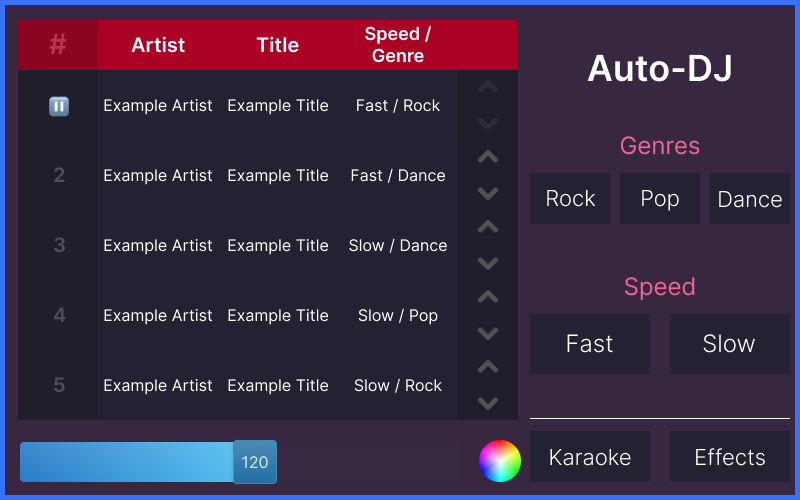 # Artist Title Speed /
Genre
Example Artist Example Title Fast / Rock
2 Example Artist Example Title Fast / Dance
3 Example Artist Example Title Slow / Dance
4 Example Artist Example Title Slow / Pop
5 Example Artist Example Title Slow / Rock
120
Auto-DJ
Genres
Rock Pop Dance
Speed
Fast Slow
Karaoke Effects